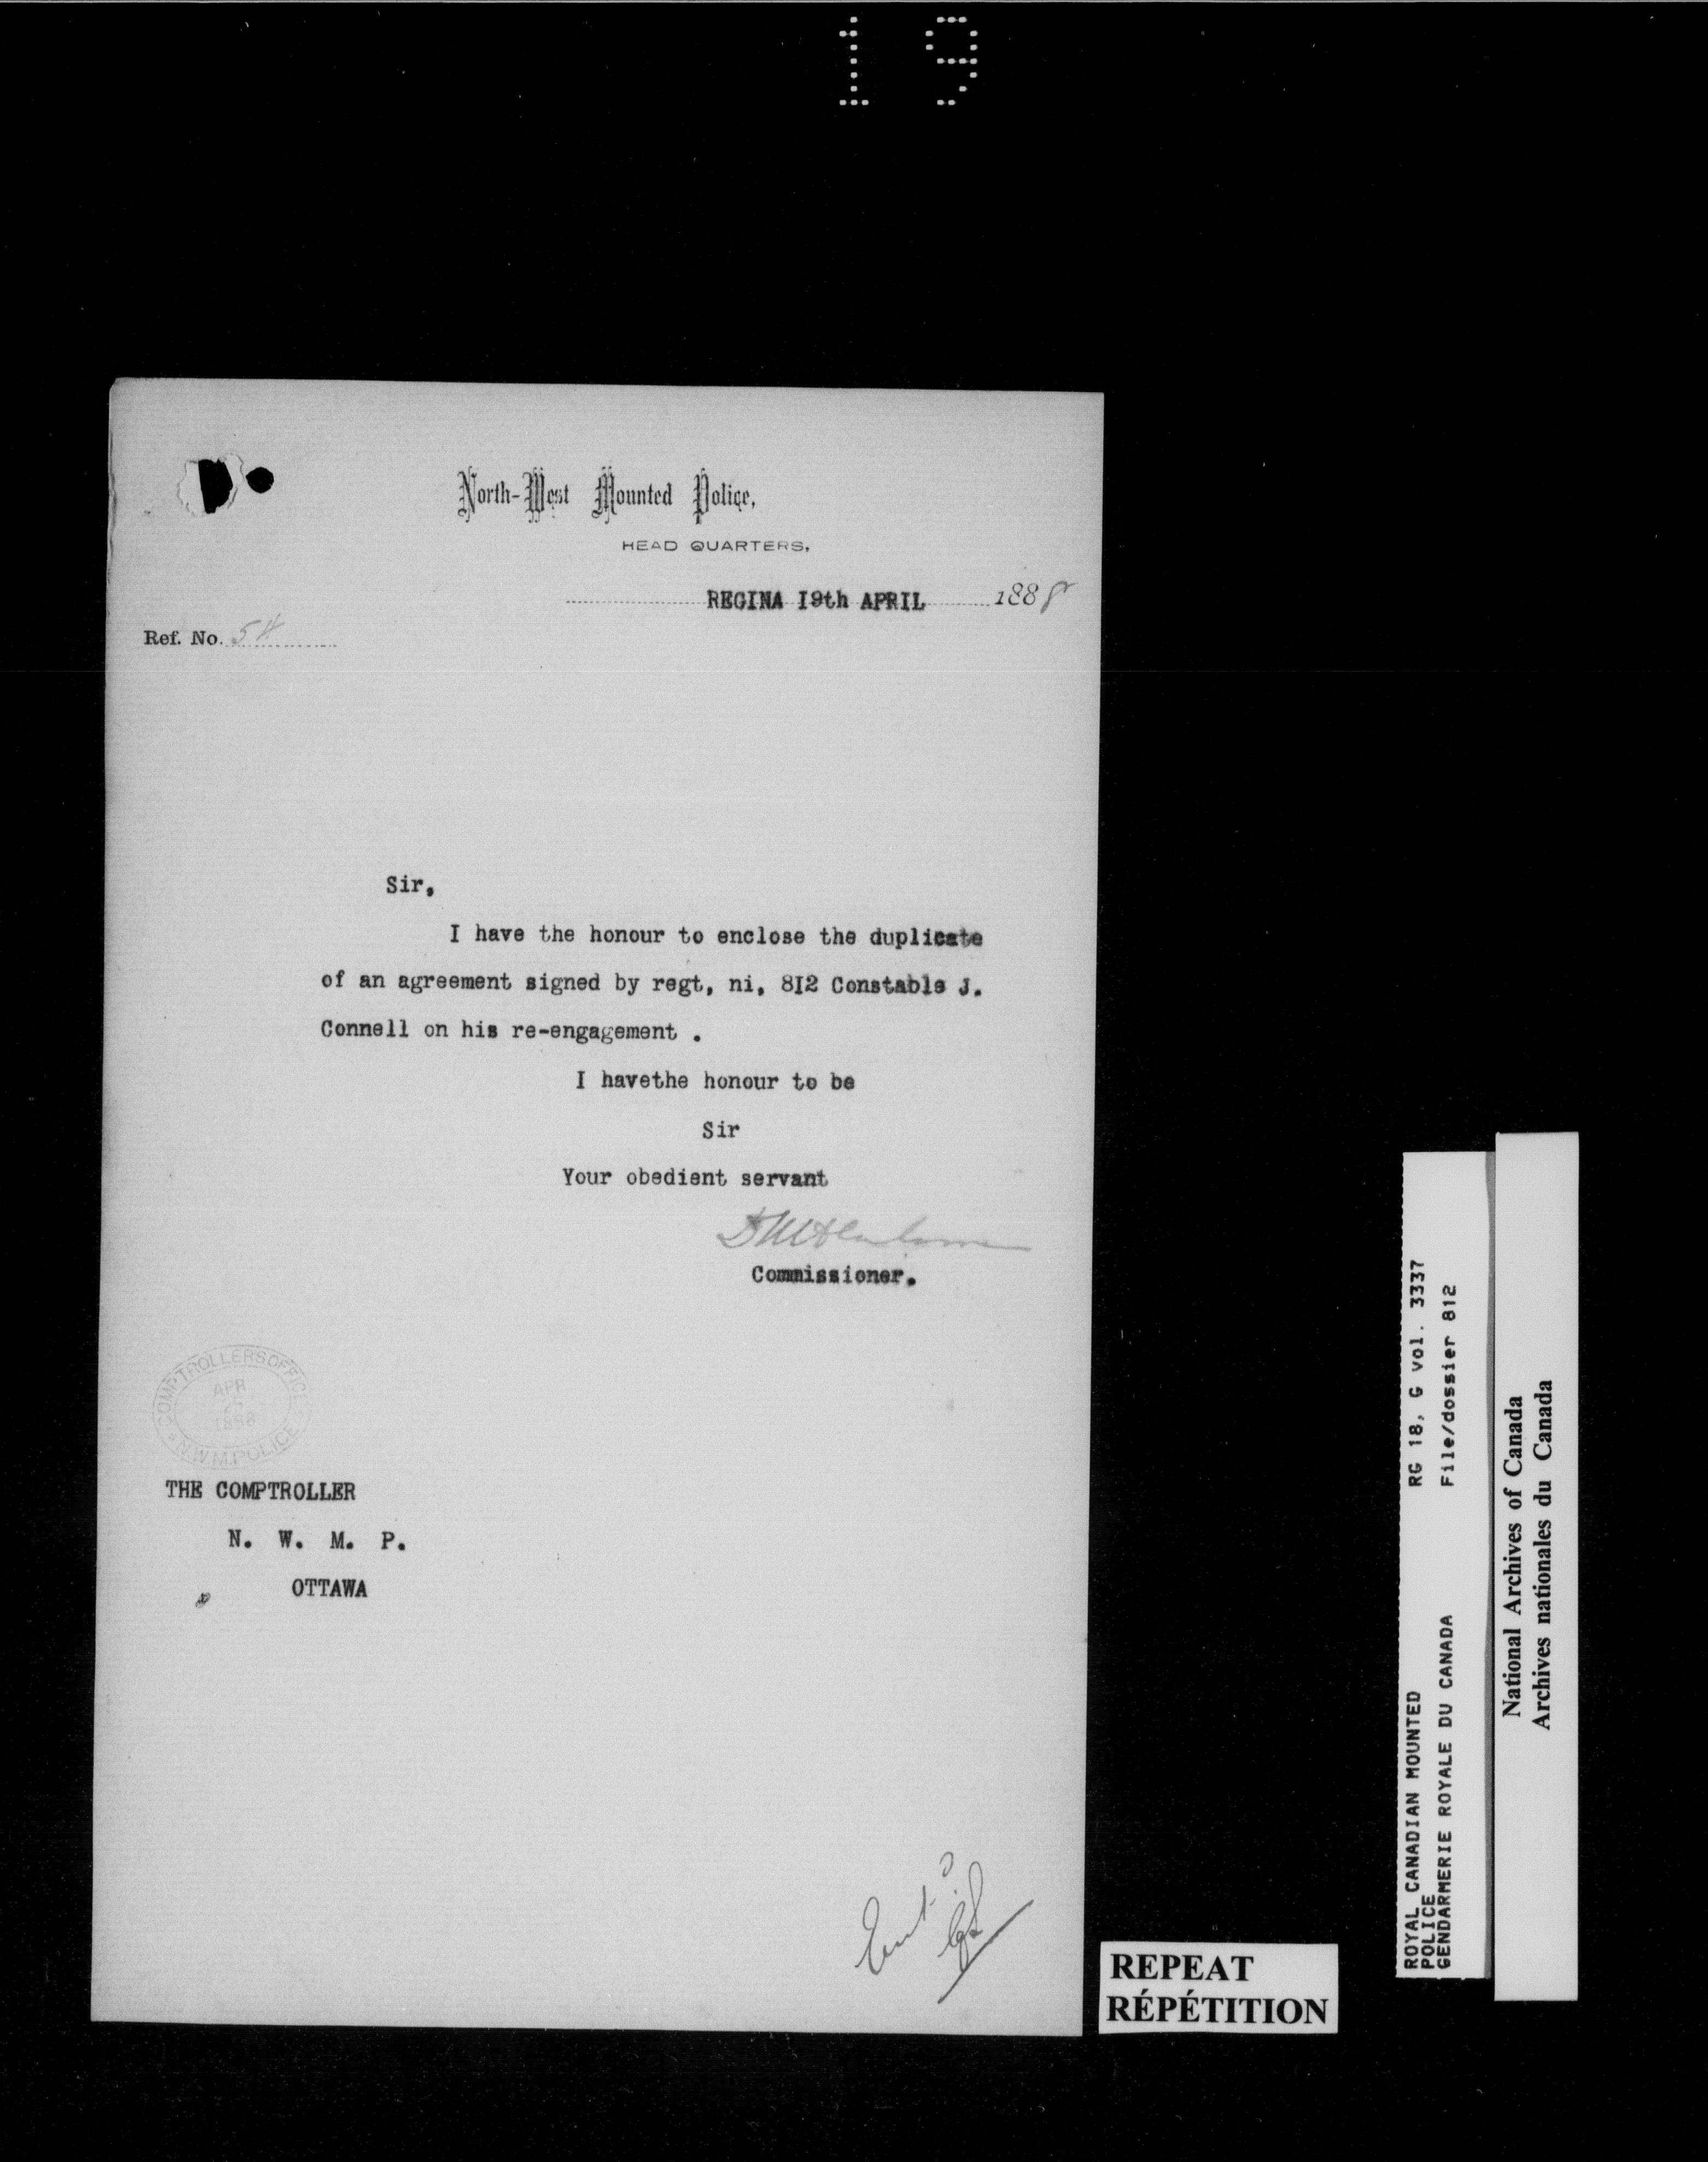 19
North-West Mounted Police,
HEAD QUARTERS,
REGINA I9th APRIL 1888
Ref. No. 54
Sir,
I have the honour to enclose the duplicate
of an agreement signed by regt, ni, 8I2 Constable J.
Connell on his re-engagement .
I havethe honour to be
Sir
Your obedient servant
Commissioner.
COMPTROLLERS OFFICE
APR
1888
N.W.M.POLICE
THE COMPTROLLER
N. W. M. P.
OTTAWA
REPEAT
RÉPÉTITION
ROYAL CANADIAN MOUNTED RG 18, G vol. 3337
POLICE
GENDARMERIE ROYALE DU CANADA File/dossier 812
National Archives of Canada
Archives nationales du Canada